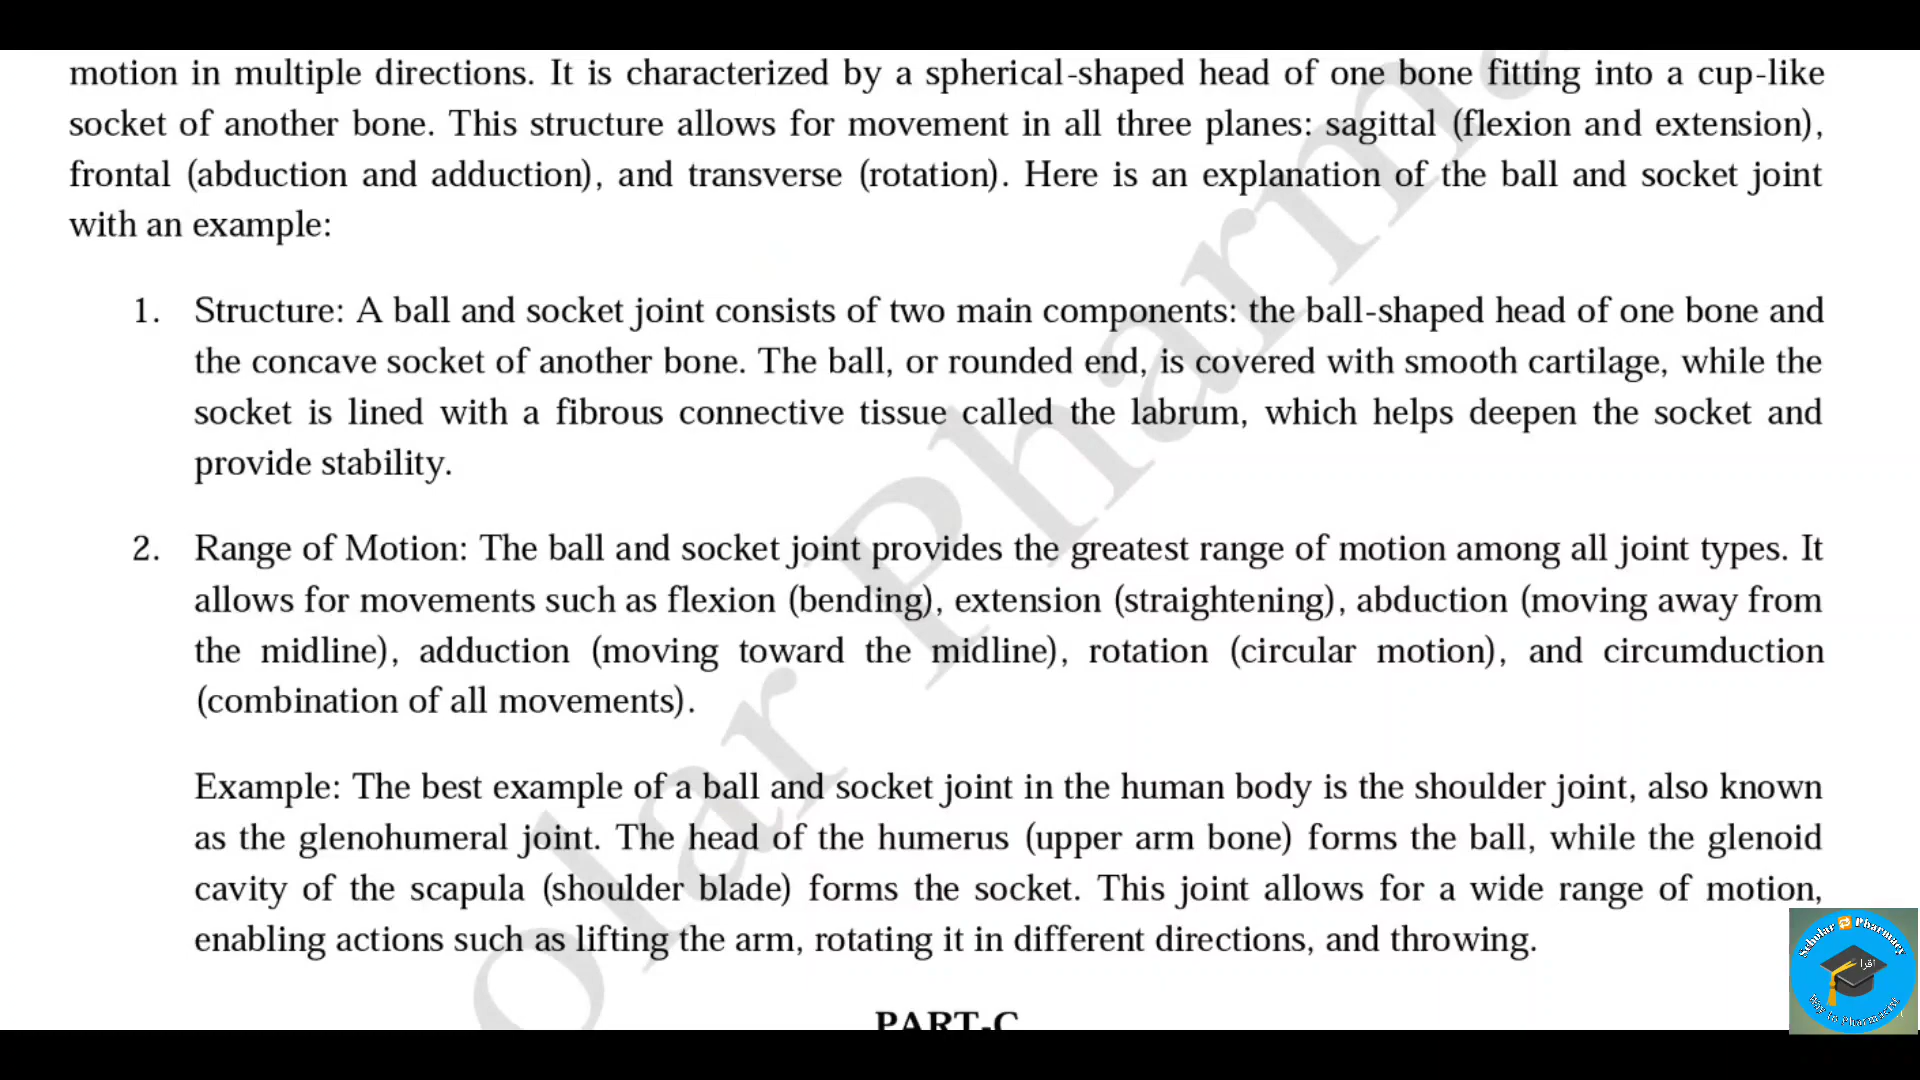 motion in multiple directions. It is characterized by a spherical-shaped head of one bone fitting into a cup-like
socket of another bone. This structure allows for movement in all three planes: sagittal (flexion and extension),
frontal (abduction and adduction), and transverse (rotation). Here is an explanation of the ball and socket joint
with an example:
1. Structure: A ball and socket joint consists of two main components: the ball-shaped head of one bone and
the concave socket of another bone. The ball, or rounded end, is covered with smooth cartilage, while the
socket is lined with a fibrous connective tissue called the labrum, which helps deepen the socket and
provide stability.
2. Range of Motion: The ball and socket joint provides the greatest range of motion among all joint types. It
allows for movements such as flexion (bending), extension (straightening), abduction (moving away from
the midline), adduction (moving toward the midline), rotation (circular motion), and circumduction
(combination of all movements).
Example: The best example of a ball and socket joint in the human body is the shoulder joint, also known
as the glenohumeral joint. The head of the humerus (upper arm bone) forms the ball, while the glenoid
cavity of the scapula (shoulder blade) forms the socket. This joint allows for a wide range of motion,
enabling actions such as lifting the arm, rotating it in different directions, and throwing.
PART-C
olar Pharma
Scholar Pharmacy
اقرأ
Way to Pharmacist